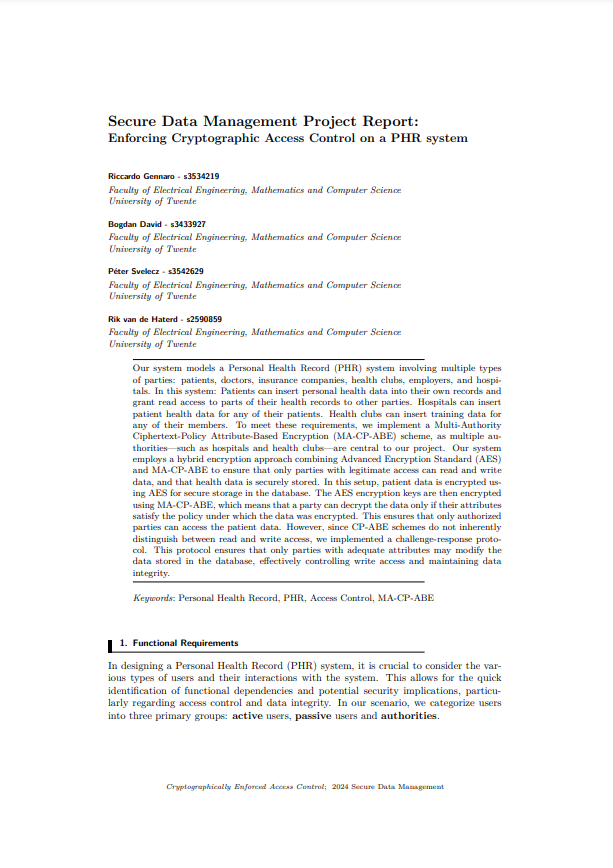 Secure Data Management Project Report:
Enforcing Cryptographic Access Control on a PHR system
Riccardo Gennaro - s3534219
Faculty of Electrical Engineering, Mathematics and Computer Science
University of Twente
Bogdan David - s3433927
Faculty of Electrical Engineering, Mathematics and Computer Science
University of Twente
Péter Svelecz - s3542629
Faculty of Electrical Engineering, Mathematics and Computer Science
University of Twente
Rik van de Haterd - s2590859
Faculty of Electrical Engineering, Mathematics and Computer Science
University of Twente
Our system models a Personal Health Record (PHR) system involving multiple types
of parties: patients, doctors, insurance companies, health clubs, employers, and hospi-
tals. In this system: Patients can insert personal health data into their own records and
grant read access to parts of their health records to other parties. Hospitals can insert
patient health data for any of their patients. Health clubs can insert training data for
any of their members. To meet these requirements, we implement a Multi-Authority
Ciphertext-Policy Attribute-Based Encryption (MA-CP-ABE) scheme, as multiple au-
thorities—such as hospitals and health clubs—are central to our project. Our system
employs a hybrid encryption approach combining Advanced Encryption Standard (AES)
and MA-CP-ABE to ensure that only parties with legitimate access can read and write
data, and that health data is securely stored. In this setup, patient data is encrypted us-
ing AES for secure storage in the database. The AES encryption keys are then encrypted
using MA-CP-ABE, which means that a party can decrypt the data only if their attributes
satisfy the policy under which the data was encrypted. This ensures that only authorized
parties can access the patient data. However, since CP-ABE schemes do not inherently
distinguish between read and write access, we implemented a challenge-response proto-
col. This protocol ensures that only parties with adequate attributes may modify the
data stored in the database, effectively controlling write access and maintaining data
integrity.
Keywords: Personal Health Record, PHR, Access Control, MA-CP-ABE
1. Functional Requirements
In designing a Personal Health Record (PHR) system, it is crucial to consider the var-
ious types of users and their interactions with the system. This allows for the quick
identification of functional dependencies and potential security implications, particu-
larly regarding access control and data integrity. In our scenario, we categorize users
into three primary groups: active users, passive users and authorities.
Cryptographically Enforced Access Control; 2024 Secure Data Management